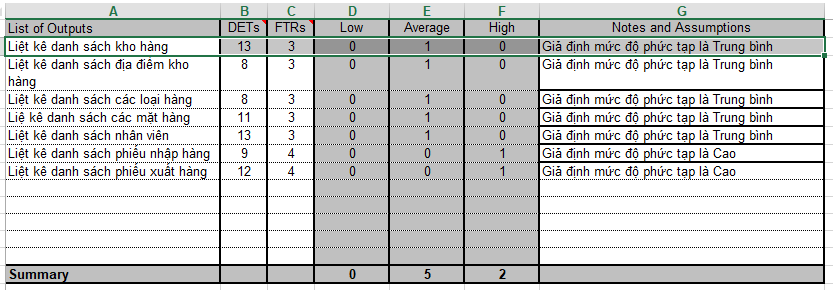 A B C D E F G
List of Outputs DETs FTRs Low Average High Notes and Assumptions
Liệt kê danh sách kho hàng 13 3 0 1 0 Giả định mức độ phức tạp là Trung bình
Liệt kê danh sách địa điểm kho 8 3 0 1 0 Giả định mức độ phức tạp là Trung bình
hàng
Liệt kê danh sách các loại hàng 8 3 0 1 0 Giả định mức độ phức tạp là Trung bình
Liệ kê danh sách các mặt hàng 11 3 0 1 0 Giả định mức độ phức tạp là Trung bình
Liệt kê danh sách nhân viên 13 3 0 1 0 Giả định mức độ phức tạp là Trung bình
Liệt kê danh sách phiếu nhập hàng 9 4 0 0 1 Giả định mức độ phức tạp là Cao
Liệt kê danh sách phiếu xuất hàng 12 4 0 0 1 Giả định mức độ phức tạp là Cao
Summary 0 5 2